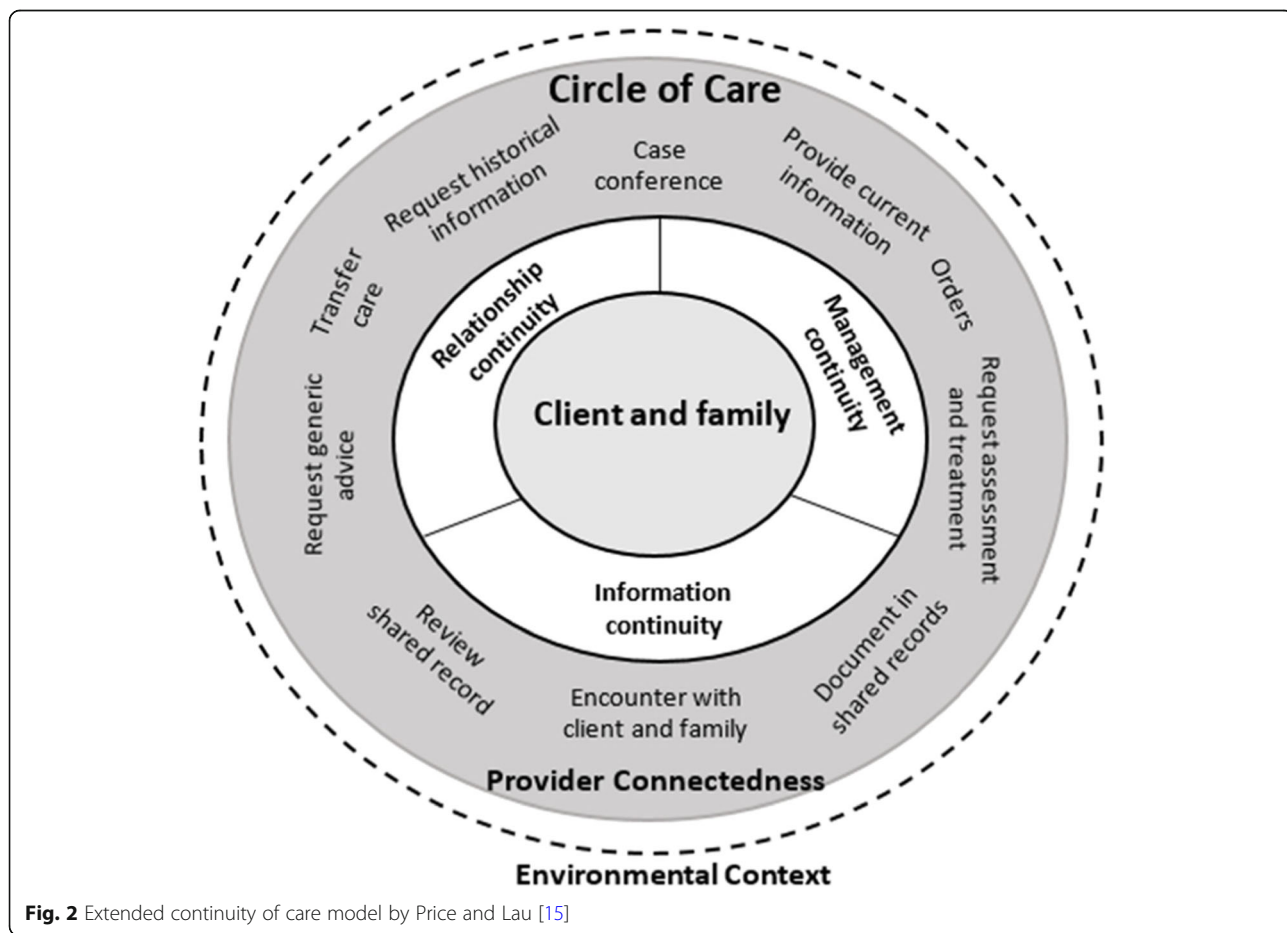 Circle of Care
Case
conference
Provide current
information
Orders
Request assessment
and treatment
Document in
shared records
Encounter with
client and family
Review
shared record
Request generic
advice
Transfer
care
Request historical
information
Relationship
continuity
Management
continuity
Client and family
Information
continuity
Provider Connectedness
Environmental Context
Fig. 2 Extended continuity of care model by Price and Lau [15]